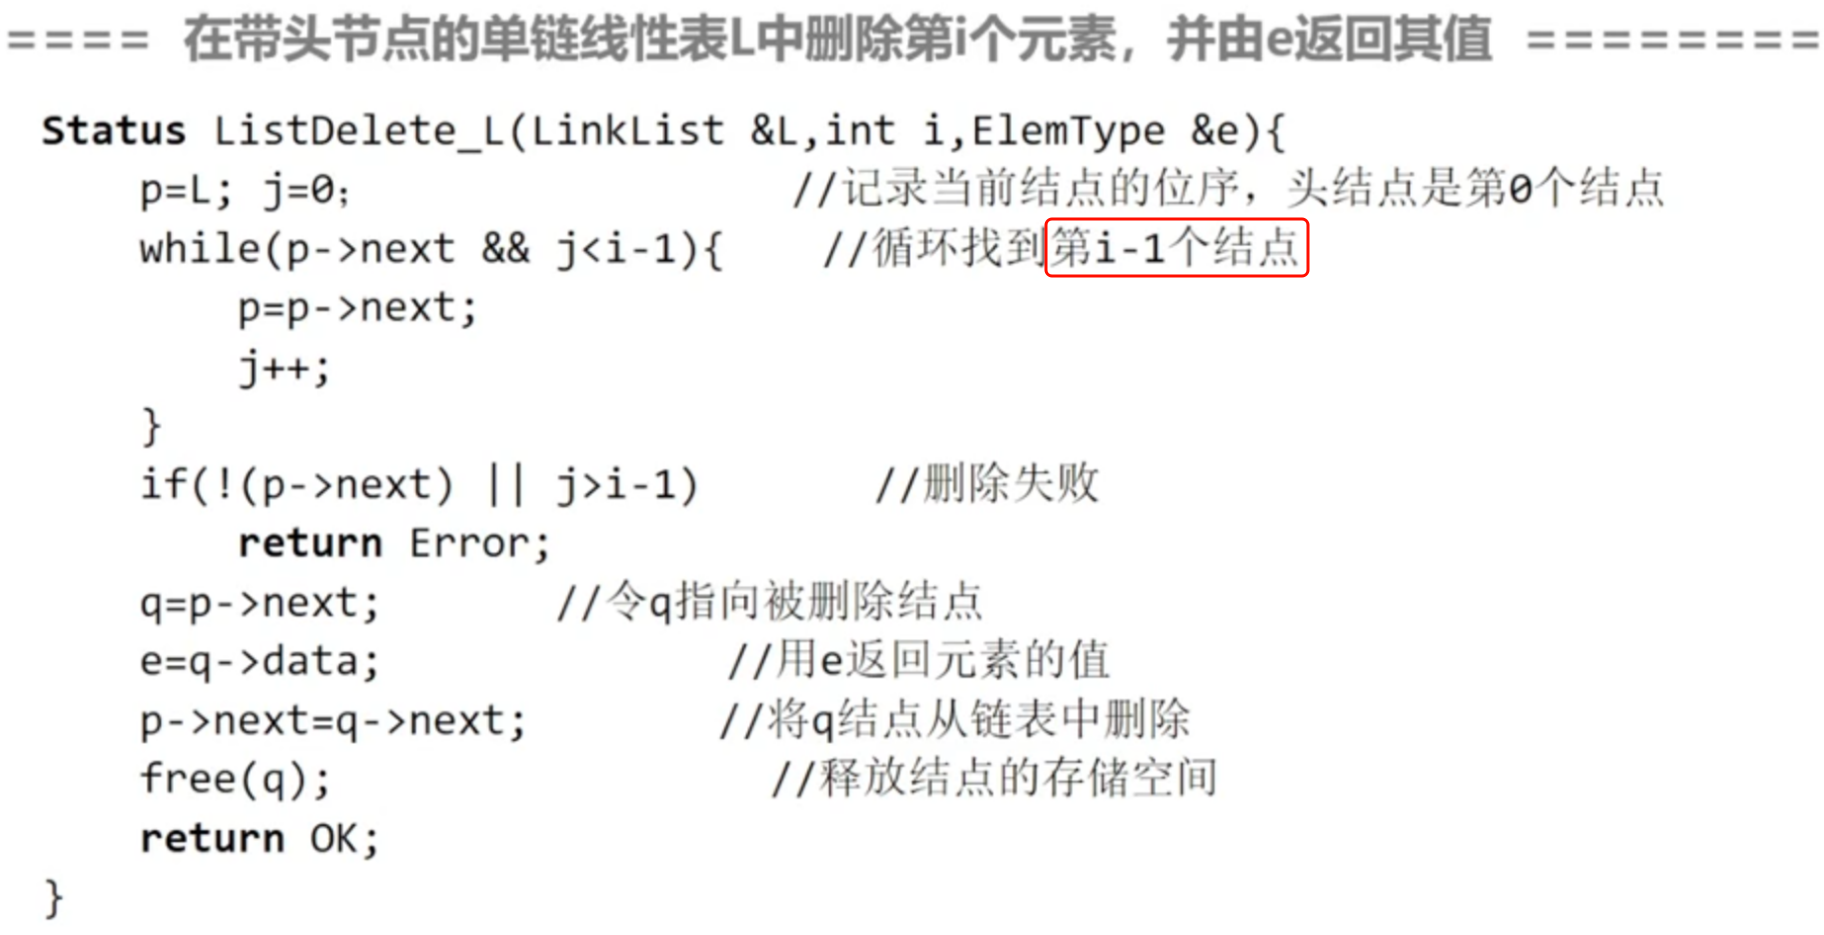 ==== 在带头节点的单链线性表L中删除第i个元素，并由e返回其值 ========
Status ListDelete_L(LinkList &L,int i,ElemType &e){
p=L; j=0; //记录当前结点的位序，头结点是第0个结点
while(p->next && j<i-1){ //循环找到第i-1个结点
p=p->next;
j++;
}
if(!(p->next) || j>i-1) //删除失败
return Error;
q=p->next; //令q指向被删除结点
e=q->data; //用e返回元素的值
p->next=q->next; //将q结点从链表中删除
free(q); //释放结点的存储空间
return OK;
}